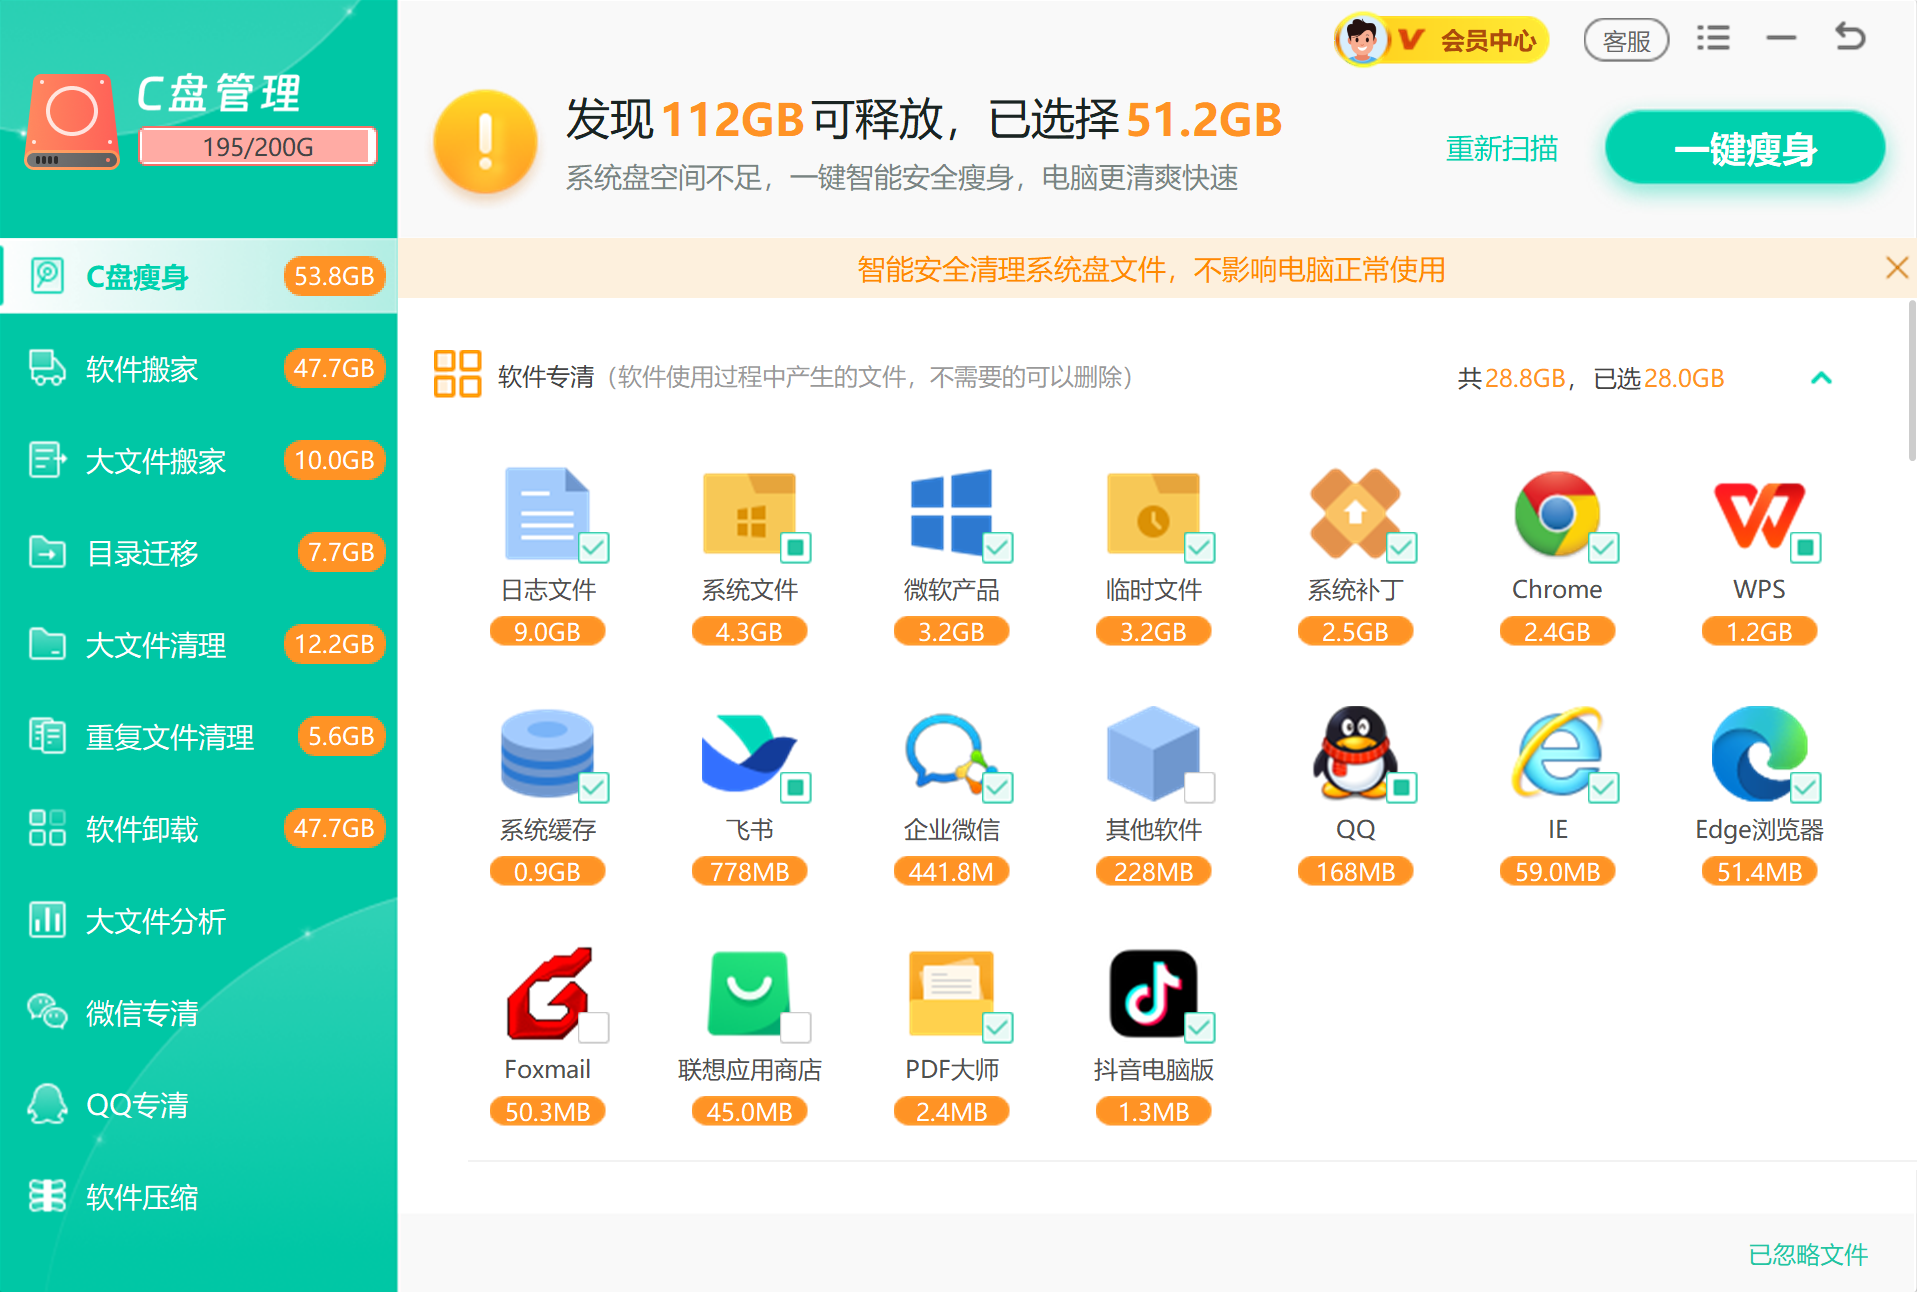 C盘管理
195/200G
C盘瘦身 53.8GB
软件搬家 47.7GB
大文件搬家 10.0GB
目录迁移 7.7GB
大文件清理 12.2GB
重复文件清理 5.6GB
软件卸载 47.7GB
大文件分析
微信专清
QQ专清
软件压缩
V 会员中心 客服
发现112GB可释放，已选择51.2GB
系统盘空间不足，一键智能安全瘦身，电脑更清爽快速
重新扫描 一键瘦身
智能安全清理系统盘文件，不影响电脑正常使用
软件专清（软件使用过程中产生的文件，不需要的可以删除） 共28.8GB，已选28.0GB
日志文件 系统文件 微软产品 临时文件 系统补丁 Chrome WPS
9.0GB 4.3GB 3.2GB 3.2GB 2.5GB 2.4GB 1.2GB
系统缓存 飞书 企业微信 其他软件 QQ IE Edge浏览器
0.9GB 778MB 441.8M 228MB 168MB 59.0MB 51.4MB
Foxmail 联想应用商店 PDF大师 抖音电脑版
50.3MB 45.0MB 2.4MB 1.3MB
已忽略文件